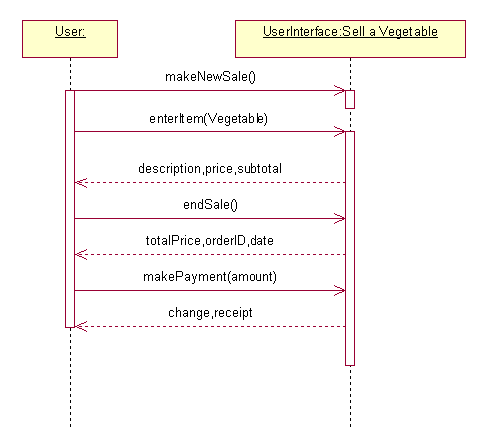 User:
UserInterface:Sell a Vegetable
makeNewSale()
enterItem(Vegetable)
description,price,subtotal
endSale()
totalPrice,orderID,date
makePayment(amount)
change,receipt